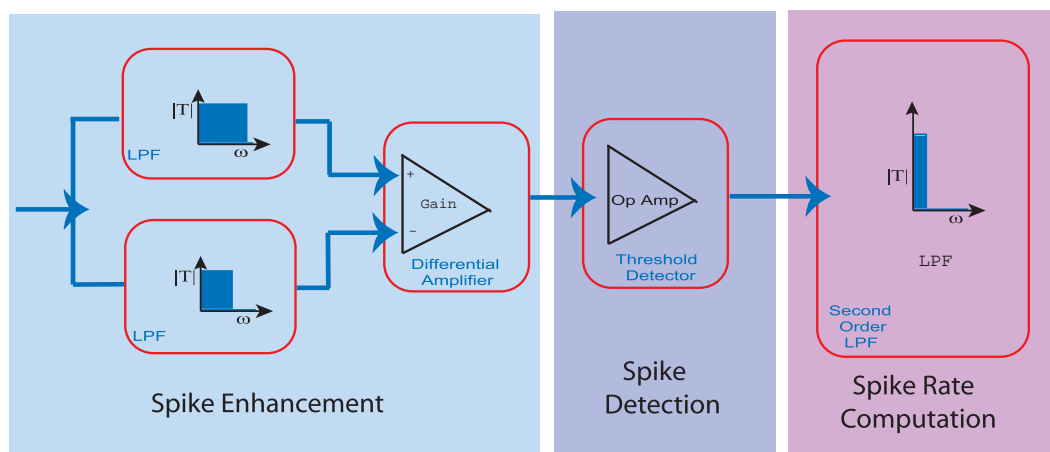 |T|
ω
LPF
|T|
ω
LPF
+
Gain
−
Differential
Amplifier
Spike Enhancement
Op Amp
Threshold
Detector
Spike
Detection
|T|
ω
LPF
Second
Order
LPF
Spike Rate
Computation